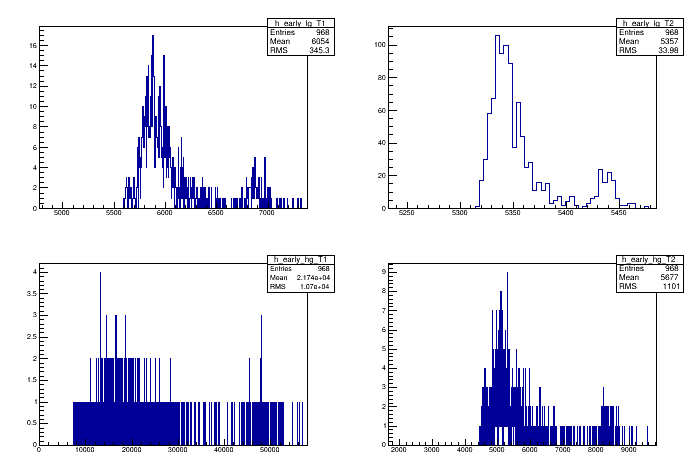 h_early_lg_T1
Entries 968
Mean 6054
RMS 345.3
16
14
12
10
8
6
4
2
0
5000 5500 6000 6500 7000
h_early_lg_T2
Entries 968
Mean 5357
RMS 33.98
100
80
60
40
20
0
5250 5300 5350 5400 5450
h_early_hg_T1
Entries 968
Mean 2.174e+04
RMS 1.07e+04
4
3.5
3
2.5
2
1.5
1
0.5
0
0 10000 20000 30000 40000 50000
h_early_hg_T2
Entries 968
Mean 5677
RMS 1101
9
8
7
6
5
4
3
2
1
0
2000 3000 4000 5000 6000 7000 8000 9000